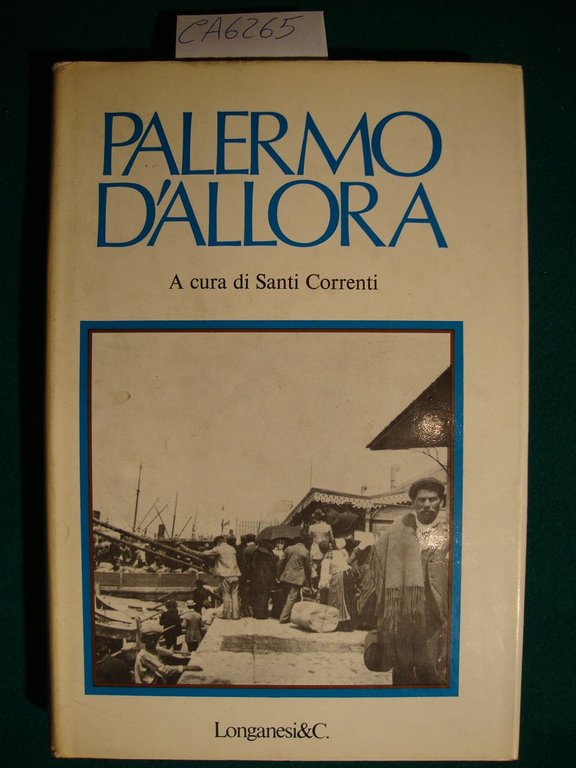 CA6265
PALERMO
D'ALLORA
A cura di Santi Correnti
Longanesi&C.